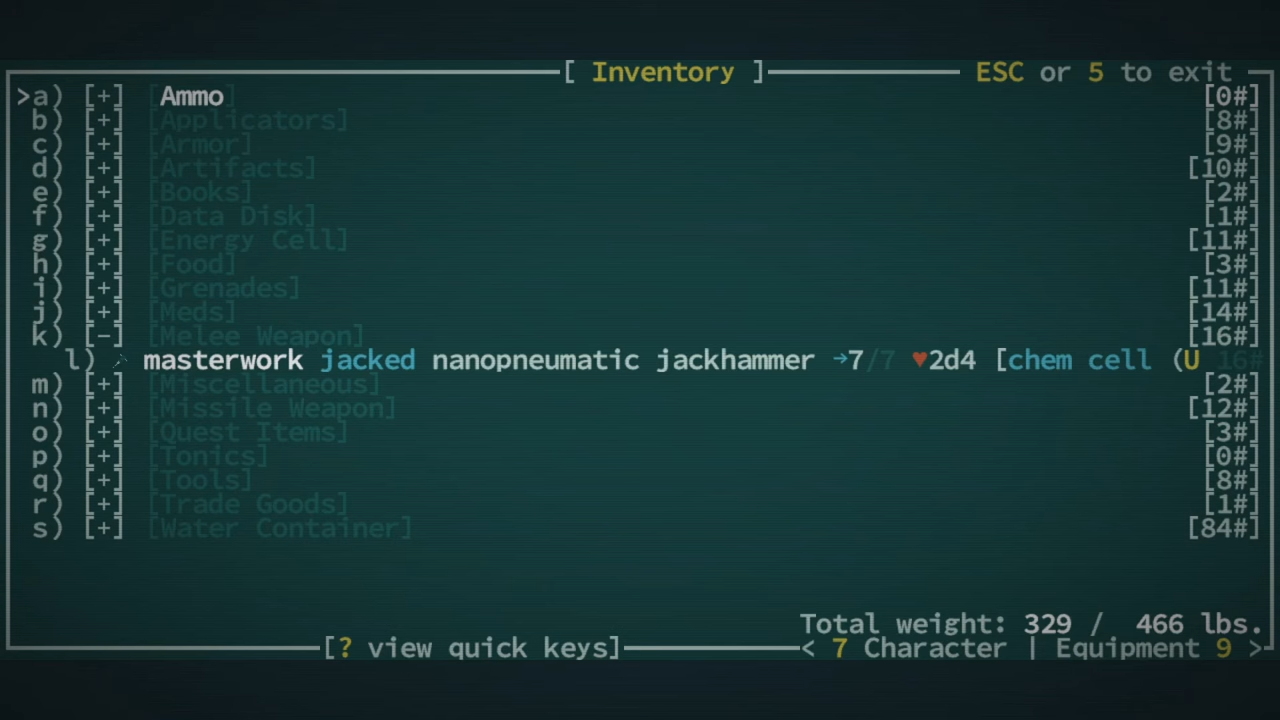 [ Inventory ] ESC or 5 to exit
>a) [+] [Ammo] [0#]
b) [+] [Applicators] [8#]
c) [+] [Armor] [9#]
d) [+] [Artifacts] [10#]
e) [+] [Books] [2#]
f) [+] [Data Disk] [1#]
g) [+] [Energy Cell] [11#]
h) [+] [Food] [3#]
i) [+] [Grenades] [11#]
j) [+] [Meds] [14#]
k) [-] [Melee Weapon] [16#]
l) masterwork jacked nanopneumatic jackhammer →7/7 ♥2d4 [chem cell (U 16#
m) [+] [Miscellaneous] [2#]
n) [+] [Missile Weapon] [12#]
o) [+] [Quest Items] [3#]
p) [+] [Tonics] [0#]
q) [+] [Tools] [8#]
r) [+] [Trade Goods] [1#]
s) [+] [Water Container] [84#]
Total weight: 329 / 466 lbs.
[? view quick keys] < 7 Character | Equipment 9 >